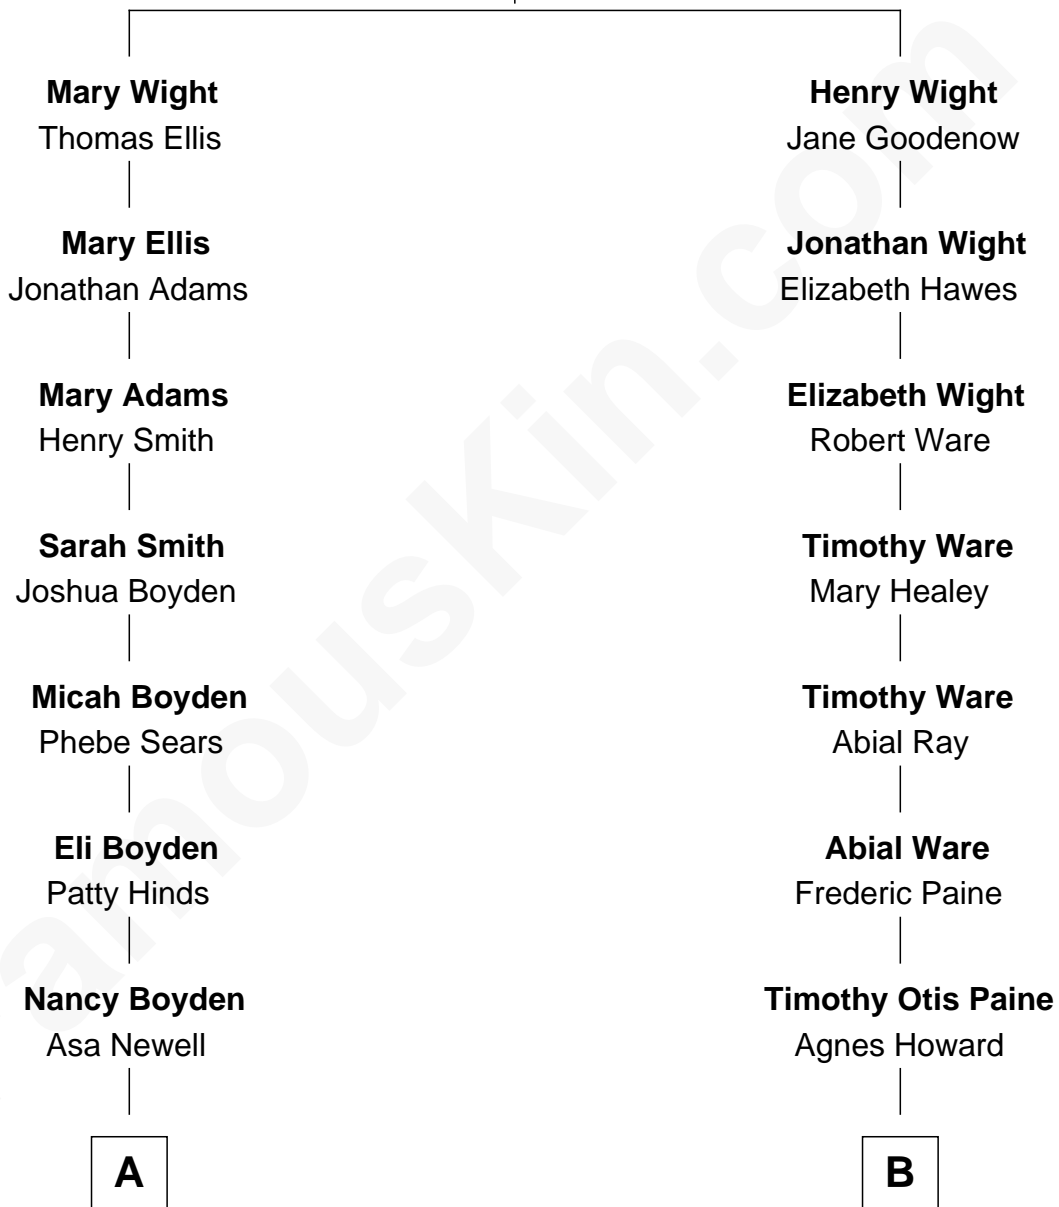 Mary Wight
Thomas Ellis
Mary Ellis
Jonathan Adams
Mary Adams
Henry Smith
Sarah Smith
Joshua Boyden
Micah Boyden
Phebe Sears
Eli Boyden
Patty Hinds
Nancy Boyden
Asa Newell
A
Henry Wight
Jane Goodenow
Jonathan Wight
Elizabeth Hawes
Elizabeth Wight
Robert Ware
Timothy Ware
Mary Healey
Timothy Ware
Abial Ray
Abial Ware
Frederic Paine
Timothy Otis Paine
Agnes Howard
B
amouskin.com